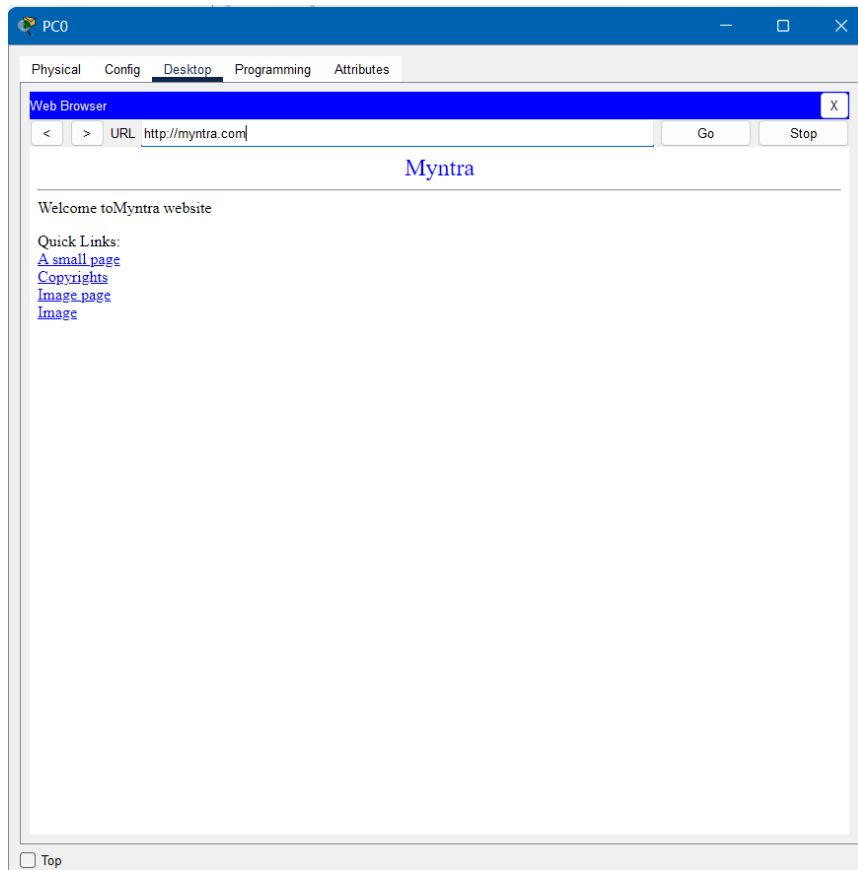 PC0
Physical Config Desktop Programming Attributes
Web Browser X
< > URL http://myntra.com Go Stop
Myntra
Welcome toMyntra website
Quick Links:
A small page
Copyrights
Image page
Image
Top